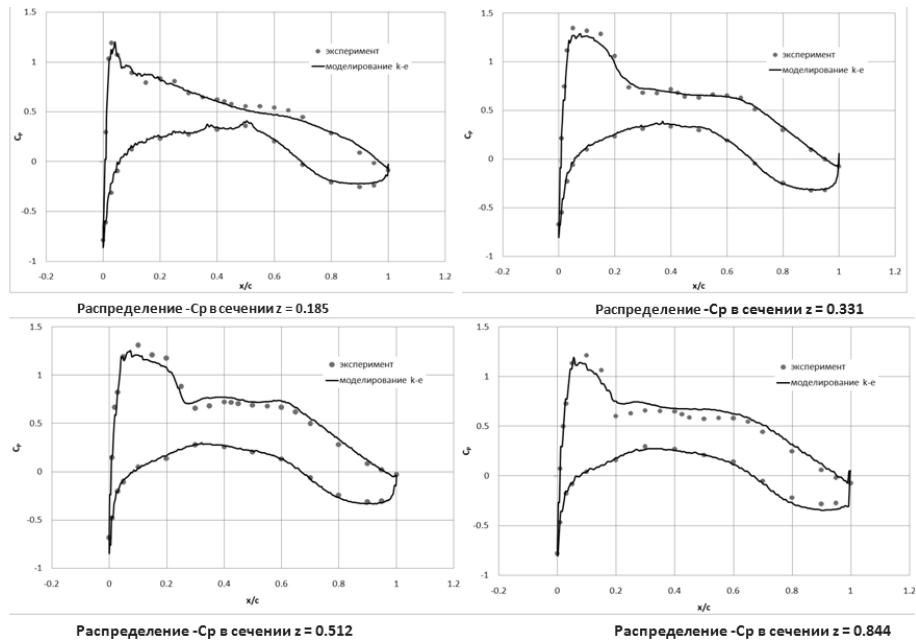 1.5
1
0.5
0
-0.5
-1
Cp
-0.2 0 0.2 0.4 0.6 0.8 1 1.2
x/c
эксперимент
моделирование k-e
Распределение -Cp в сечении z = 0.185
1.5
1
0.5
0
-0.5
-1
Cp
-0.2 0 0.2 0.4 0.6 0.8 1 1.2
x/c
эксперимент
моделирование k-e
Распределение -Cp в сечении z = 0.331
1.5
1
0.5
0
-0.5
-1
Cp
-0.2 0 0.2 0.4 0.6 0.8 1 1.2
x/c
эксперимент
моделирование k-e
Распределение -Cp в сечении z = 0.512
1.5
1
0.5
0
-0.5
-1
Cp
-0.2 0 0.2 0.4 0.6 0.8 1 1.2
x/c
эксперимент
моделирование k-e
Распределение -Cp в сечении z = 0.844